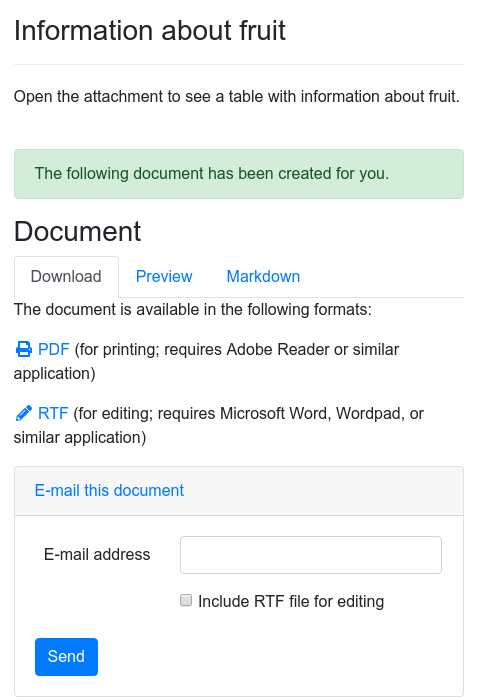 Information about fruit
Open the attachment to see a table with information about fruit.
The following document has been created for you.
Document
Download Preview Markdown
The document is available in the following formats:
PDF (for printing; requires Adobe Reader or similar
application)
RTF (for editing; requires Microsoft Word, Wordpad, or
similar application)
E-mail this document
E-mail address
Include RTF file for editing
Send